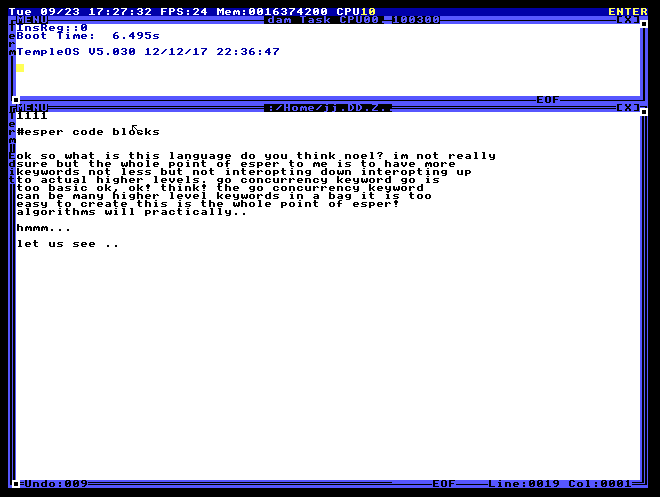 Tue 09/23 17:27:32 FPS:24 Mem:0016374200 CPU10 ENTER
MENU dam Task CPU00. 100300 [X]
InsReg::0
Boot Time:  6.495s
TempleOS V5.030 12/12/17 22:36:47
EOF
MENU :/Home/jj.DD.Z. [X]
1111
#esper code blocks
ok so what is this language do you think noel? im not really
sure but the whole point of esper to me is to have more
keywords not less but not interopting down interopting up
to actual higher levels. go concurrency keyword go is
too basic ok, ok! think! the go concurrency keyword
can be many higher level keywords in a bag it is too
easy to create this is the whole point of esper!
algorithms will practically..
hmmm...
let us see ..
Undo:009 EOF Line:0019 Col:0001